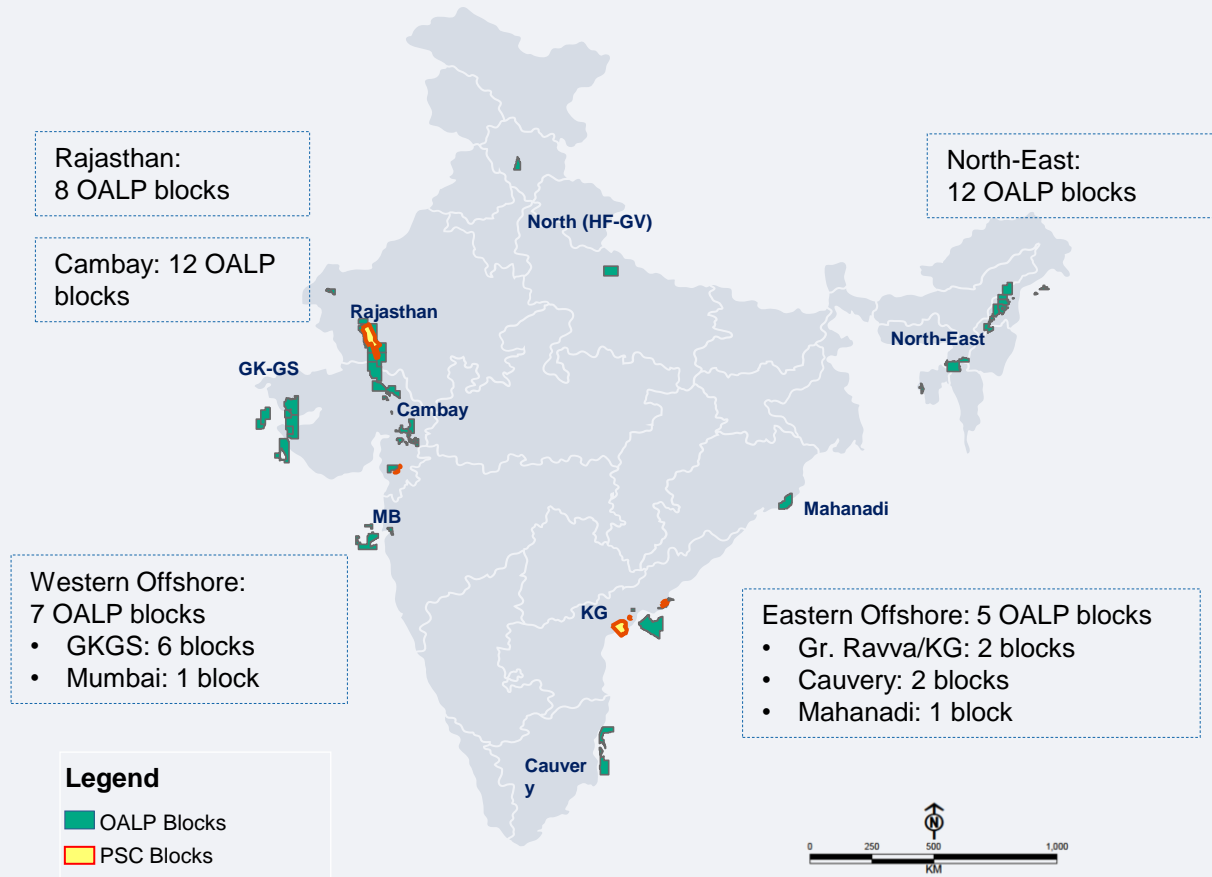 Rajasthan:
8 OALP blocks
North-East:
12 OALP blocks
North (HF-GV)
Cambay: 12 OALP
blocks
Rajasthan
North-East
GK-GS
Cambay
Mahanadi
MB
Western Offshore:
7 OALP blocks
• GKGS: 6 blocks
• Mumbai: 1 block
KG
Eastern Offshore: 5 OALP blocks
• Gr. Ravva/KG: 2 blocks
• Cauvery: 2 blocks
• Mahanadi: 1 block
Cauver
y
Legend
OALP Blocks
PSC Blocks
N
0 250 500 1,000
KM